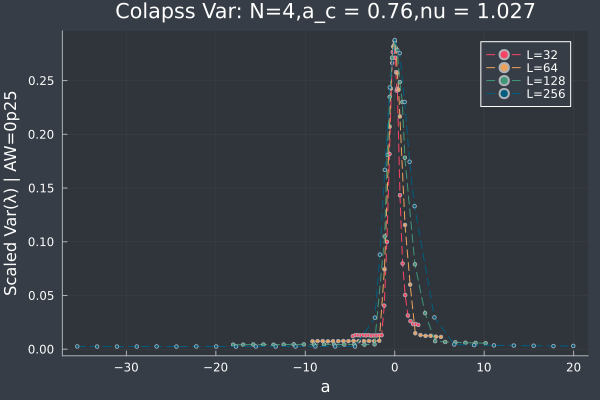 Colapss Var: N=4,a_c = 0.76,nu = 1.027
Scaled Var(λ) | AW=0p25
0.25
0.20
0.15
0.10
0.05
0.00
L=32
L=64
L=128
L=256
−30
−20
−10
0
10
20
a